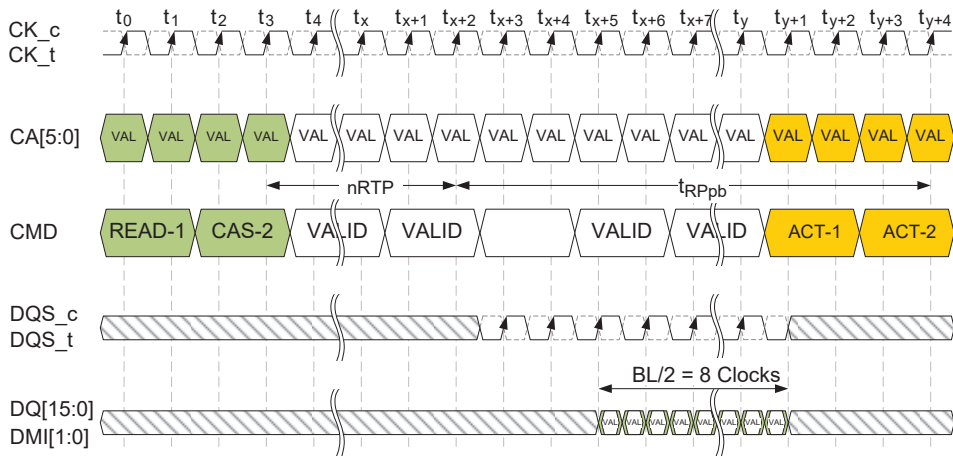 t0 t1 t2 t3 t4 tx tx+1 tx+2 tx+3 tx+4 tx+5 tx+6 tx+7 ty ty+1 ty+2 ty+3 ty+4
CK_c
CK_t
CA[5:0] VAL VAL VAL VAL VAL VAL VAL VAL VAL VAL VAL VAL VAL VAL VAL VAL VAL VAL
nRTP tRPpb
CMD READ-1 CAS-2 VALID VALID VALID VALID ACT-1 ACT-2
DQS_c
DQS_t
BL/2 = 8 Clocks
DQ[15:0]
VAL VAL VAL VAL VAL VAL VAL VAL
DMI[1:0]